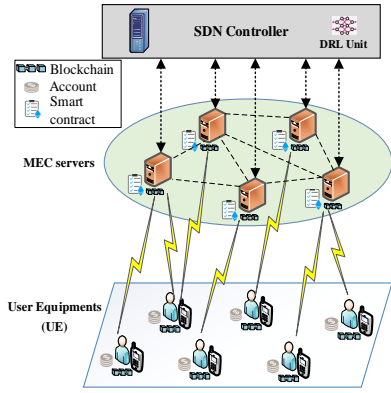 SDN Controller
DRL Unit
Blockchain
Account
Smart
contract
MEC servers
User Equipments
(UE)